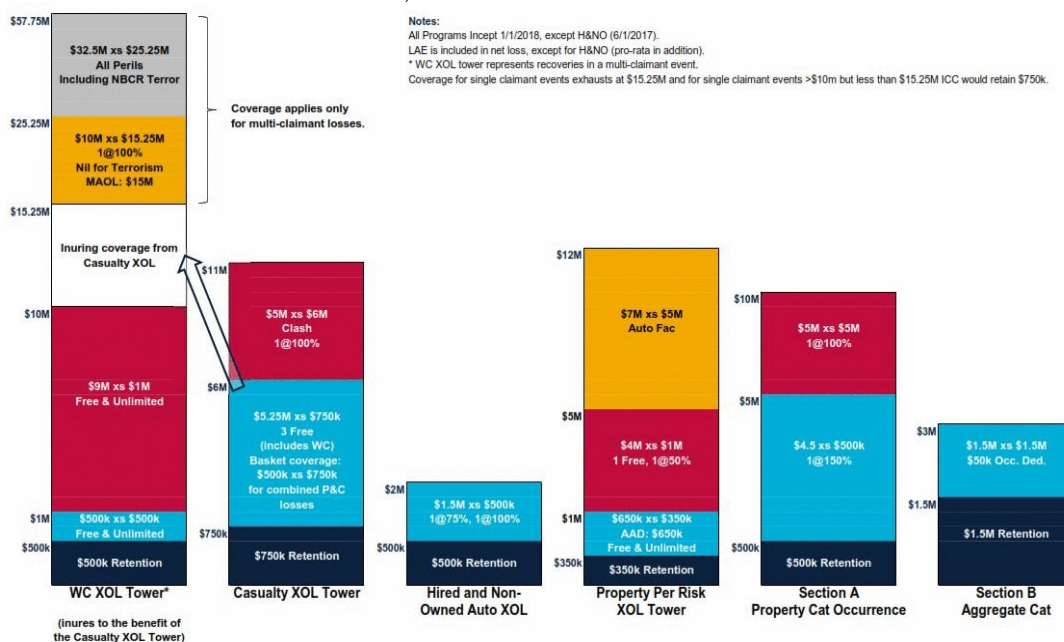 Notes:
All Programs Incept 1/1/2018, except H&NO (6/1/2017).
LAE is included in net loss, except for H&NO (pro-rata in addition).
* WC XOL tower represents recoveries in a multi-claimant event.
Coverage for single claimant events exhausts at $15.25M and for single claimant events >$10m but less than $15.25M ICC would retain $750k.
$57.75M
$32.5M xs $25.25M
All Perils
Including NBCR Terror
Coverage applies only
for multi-claimant losses.
$25.25M
$10M xs $15.25M
1@100%
Nil for Terrorism
MAOL: $15M
$15.25M
Inuring coverage from
Casualty XOL
$10M
$9M xs $1M
Free & Unlimited
$1M
$500k xs $500k
Free & Unlimited
$500k
$500k Retention
WC XOL Tower*
(inures to the benefit of
the Casualty XOL Tower)
$11M
$5M xs $6M
Clash
1@100%
$6M
$5.25M xs $750k
3 Free
(includes WC)
Basket coverage:
$500k xs $750k
for combined P&C
losses
$750k
$750k Retention
Casualty XOL Tower
$2M
$1.5M xs $500k
1@75%, 1@100%
$500k
$500k Retention
Hired and Non-
Owned Auto XOL
$12M
$7M xs $5M
Auto Fac
$5M
$4M xs $1M
1 Free, 1@50%
$1M
$650k xs $350k
AAD: $650k
Free & Unlimited
$350k
$350k Retention
Property Per Risk
XOL Tower
$10M
$5M xs $5M
1@100%
$5M
$4.5 xs $500k
1@150%
$500k
$500k Retention
Section A
Property Cat Occurrence
$3M
$1.5M xs $1.5M
$50k Occ. Ded.
$1.5M
$1.5M Retention
Section B
Aggregate Cat